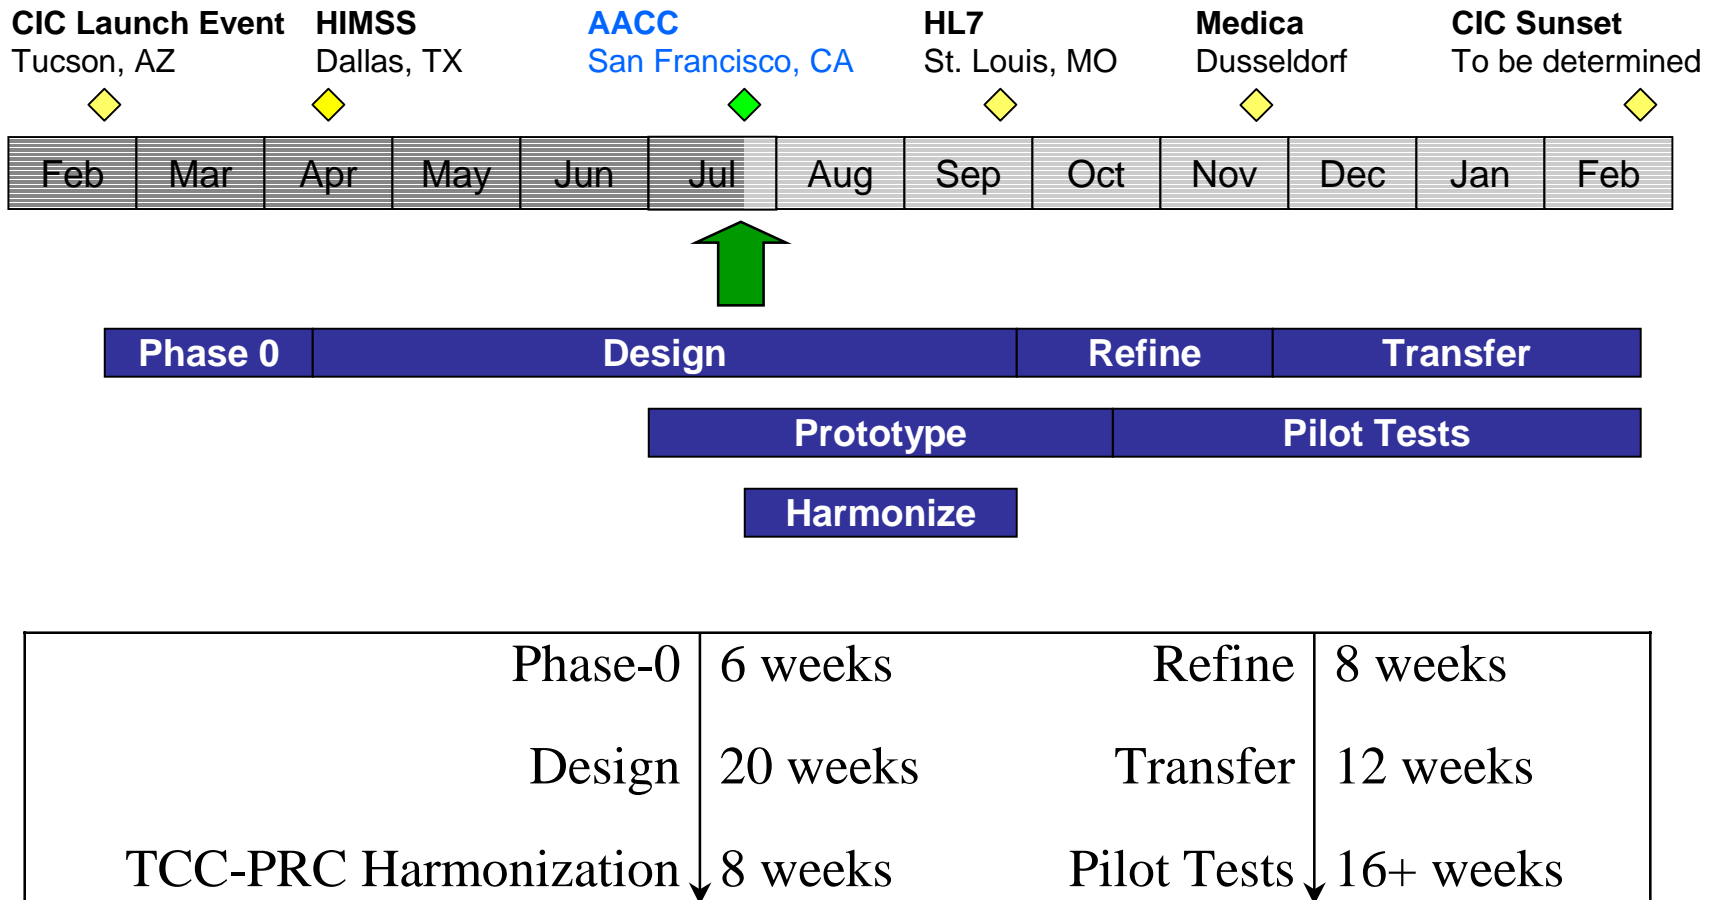 CIC Launch Event HIMSS AACC HL7 Medica CIC Sunset
Tucson, AZ Dallas, TX San Francisco, CA St. Louis, MO Dusseldorf To be determined
Feb Mar Apr May Jun Jul Aug Sep Oct Nov Dec Jan Feb
Phase 0 Design Refine Transfer
Prototype Pilot Tests
Harmonize
Phase-0 6 weeks Refine 8 weeks
Design 20 weeks Transfer 12 weeks
TCC-PRC Harmonization 8 weeks Pilot Tests 16+ weeks